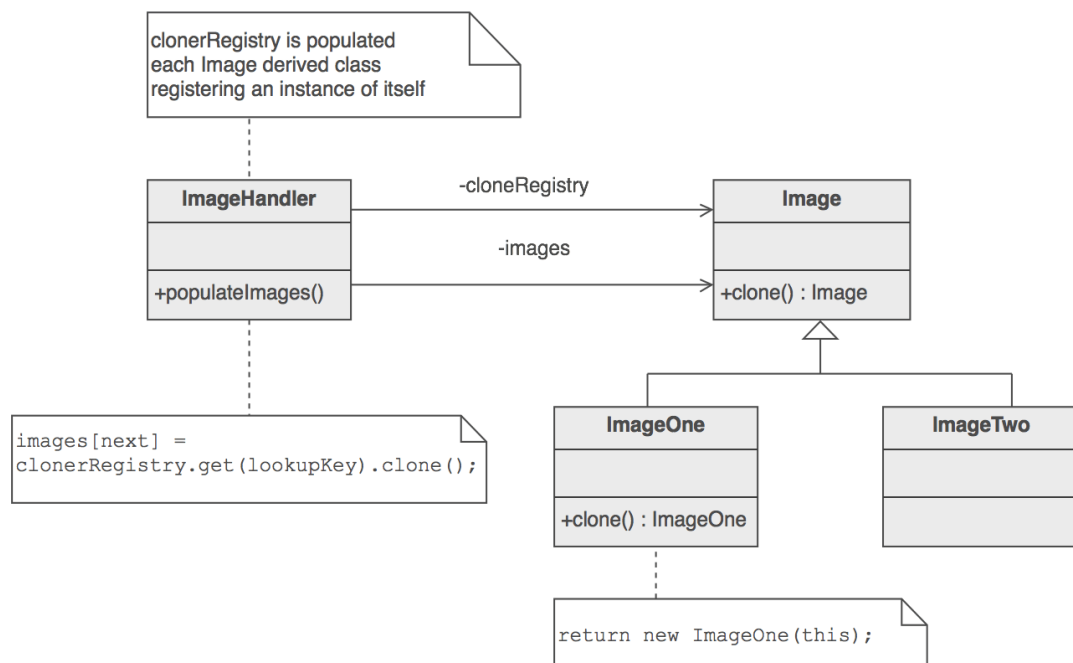 clonerRegistry is populated
each Image derived class
registering an instance of itself
ImageHandler
-cloneRegistry
Image
-images
+populateImages()
+clone() : Image
images[next] =
clonerRegistry.get(lookupKey).clone();
ImageOne
ImageTwo
+clone() : ImageOne
return new ImageOne(this);